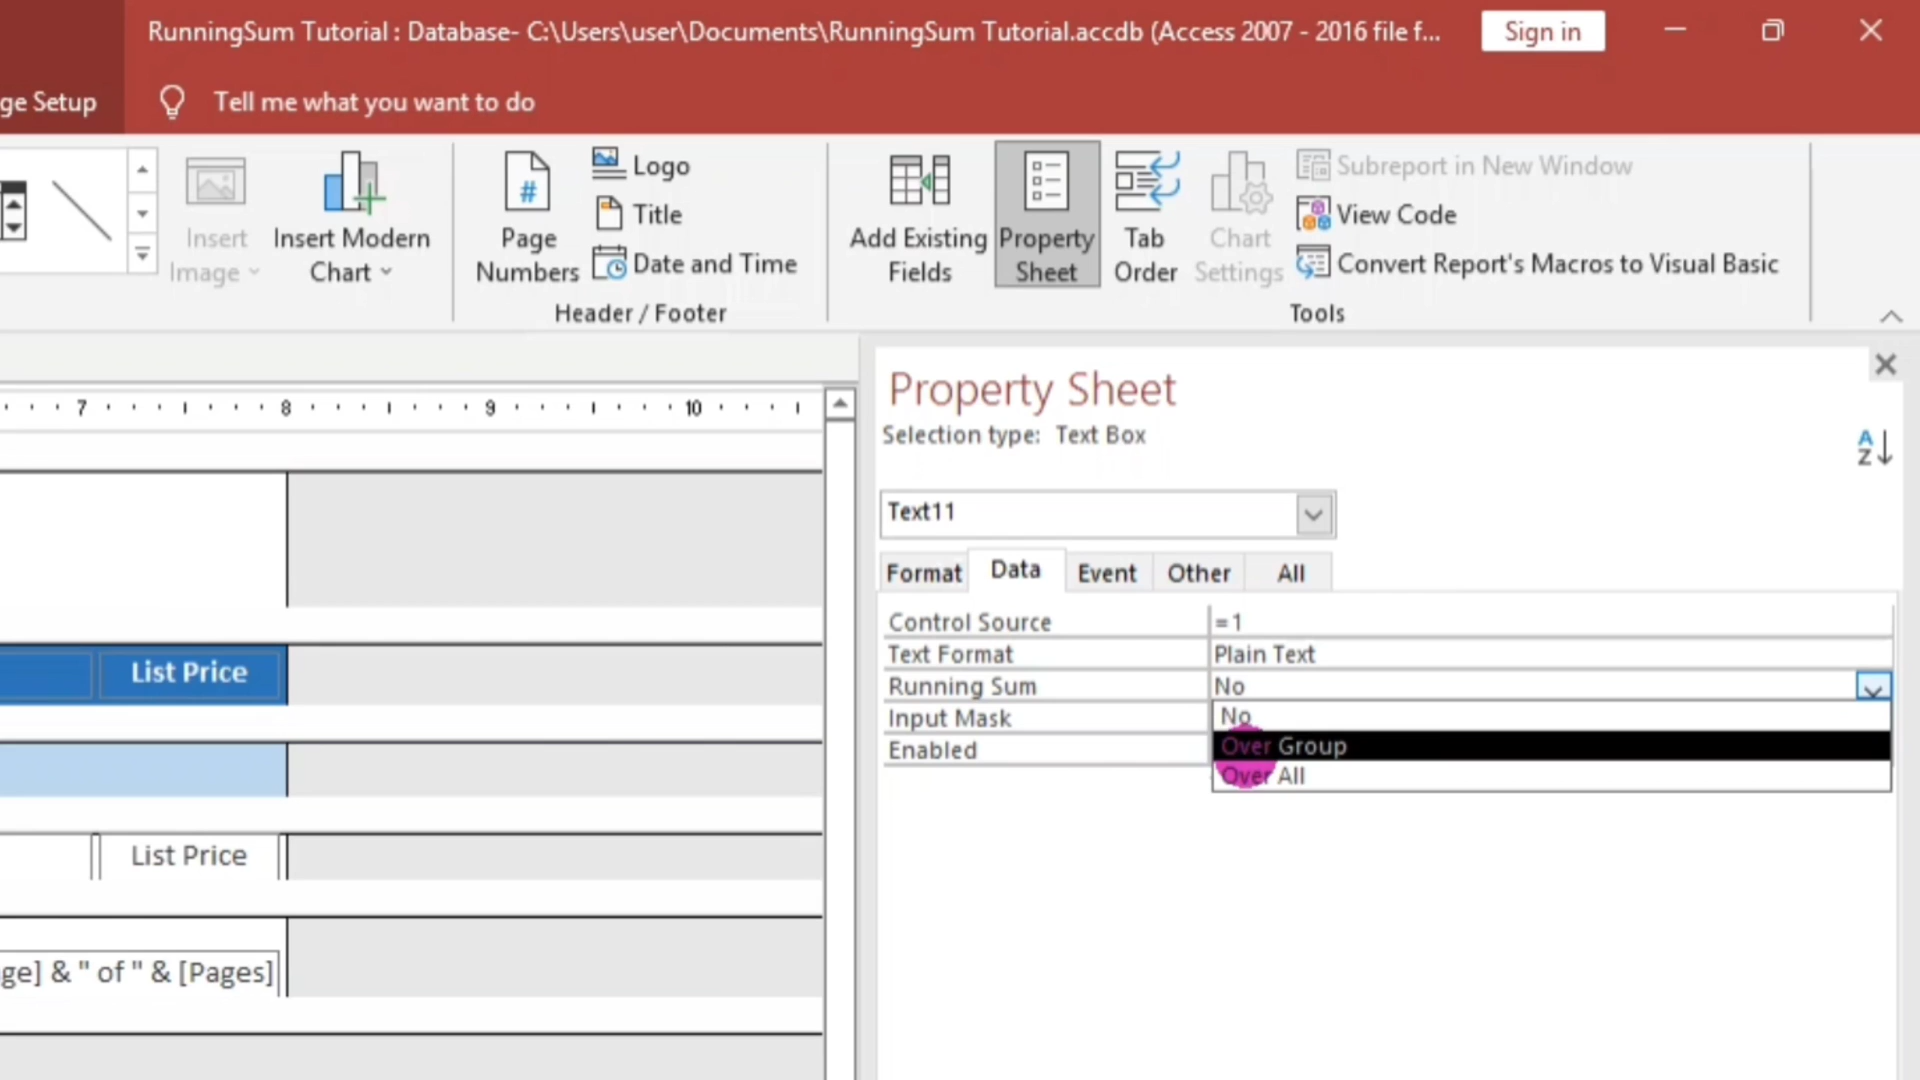 RunningSum Tutorial : Database- C:\Users\user\Documents\RunningSum Tutorial.accdb (Access 2007 - 2016 file f...
Sign in
ge Setup
Tell me what you want to do
Insert
Image
Insert Modern
Chart
Page
Numbers
Logo
Title
Date and Time
Header / Footer
Add Existing
Fields
Property
Sheet
Tab
Order
Chart
Settings
Subreport in New Window
View Code
Convert Report's Macros to Visual Basic
Tools
7 8 9 10
Property Sheet
Selection type: Text Box
Text11
Format Data Event Other All
Control Source =1
Text Format Plain Text
Running Sum No
Input Mask No
Enabled Over Group
Over All
List Price
List Price
ge] & " of " & [Pages]